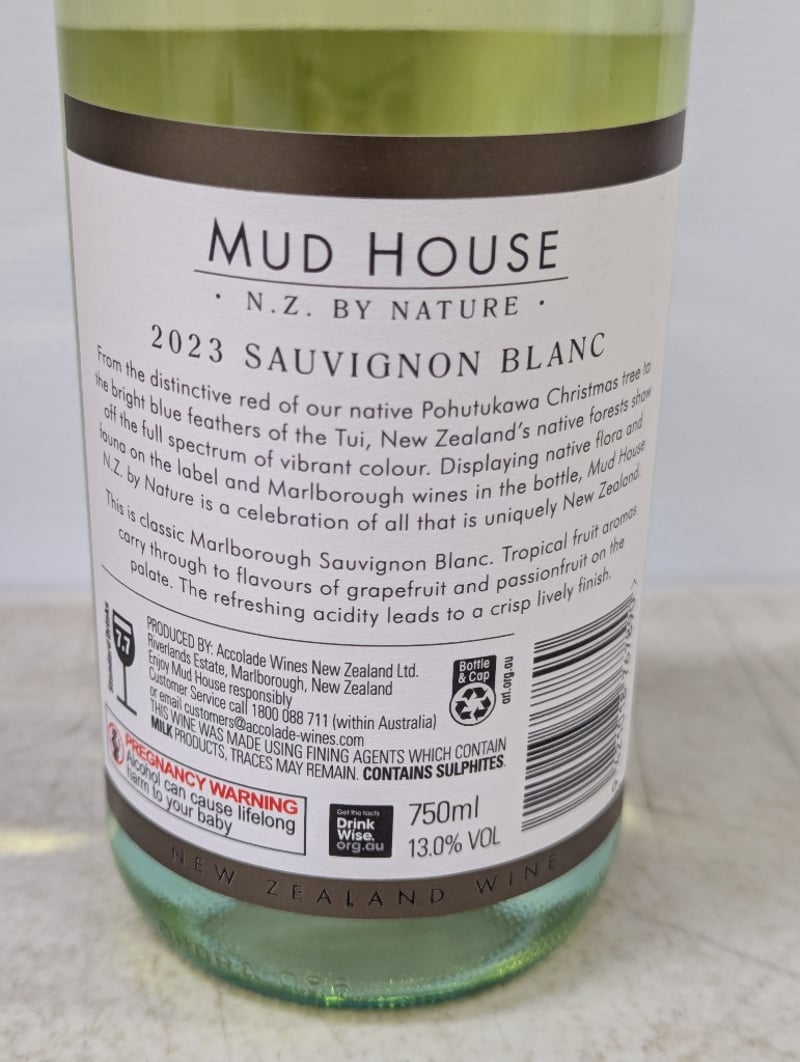 MUD HOUSE
· N.Z. BY NATURE ·
2023 SAUVIGNON BLANC
From the distinctive red of our native Pohutukawa Christmas tree to
the bright blue feathers of the Tui, New Zealand's native forests show
off the full spectrum of vibrant colour. Displaying native flora and
fauna on the label and Marlborough wines in the bottle, Mud House
N.Z. by Nature is a celebration of all that is uniquely New Zealand.
This is classic Marlborough Sauvignon Blanc. Tropical fruit aromas
carry through to flavours of grapefruit and passionfruit on the
palate. The refreshing acidity leads to a crisp lively finish.
7.7
Standard Drinks
PRODUCED BY: Accolade Wines New Zealand Ltd.
Riverlands Estate, Marlborough, New Zealand
Enjoy Mud House responsibly
Customer Service call 1800 088 711 (within Australia)
or email customers@accolade-wines.com
THIS WINE WAS MADE USING FINING AGENTS WHICH CONTAIN
MILK PRODUCTS, TRACES MAY REMAIN. CONTAINS SULPHITES.
Bottle
& Cap
arl.org.au
PREGNANCY WARNING
Alcohol can cause lifelong
harm to your baby
Get the facts
Drink
Wise.
org.au
750ml
13.0% VOL
NEW ZEALAND WINE